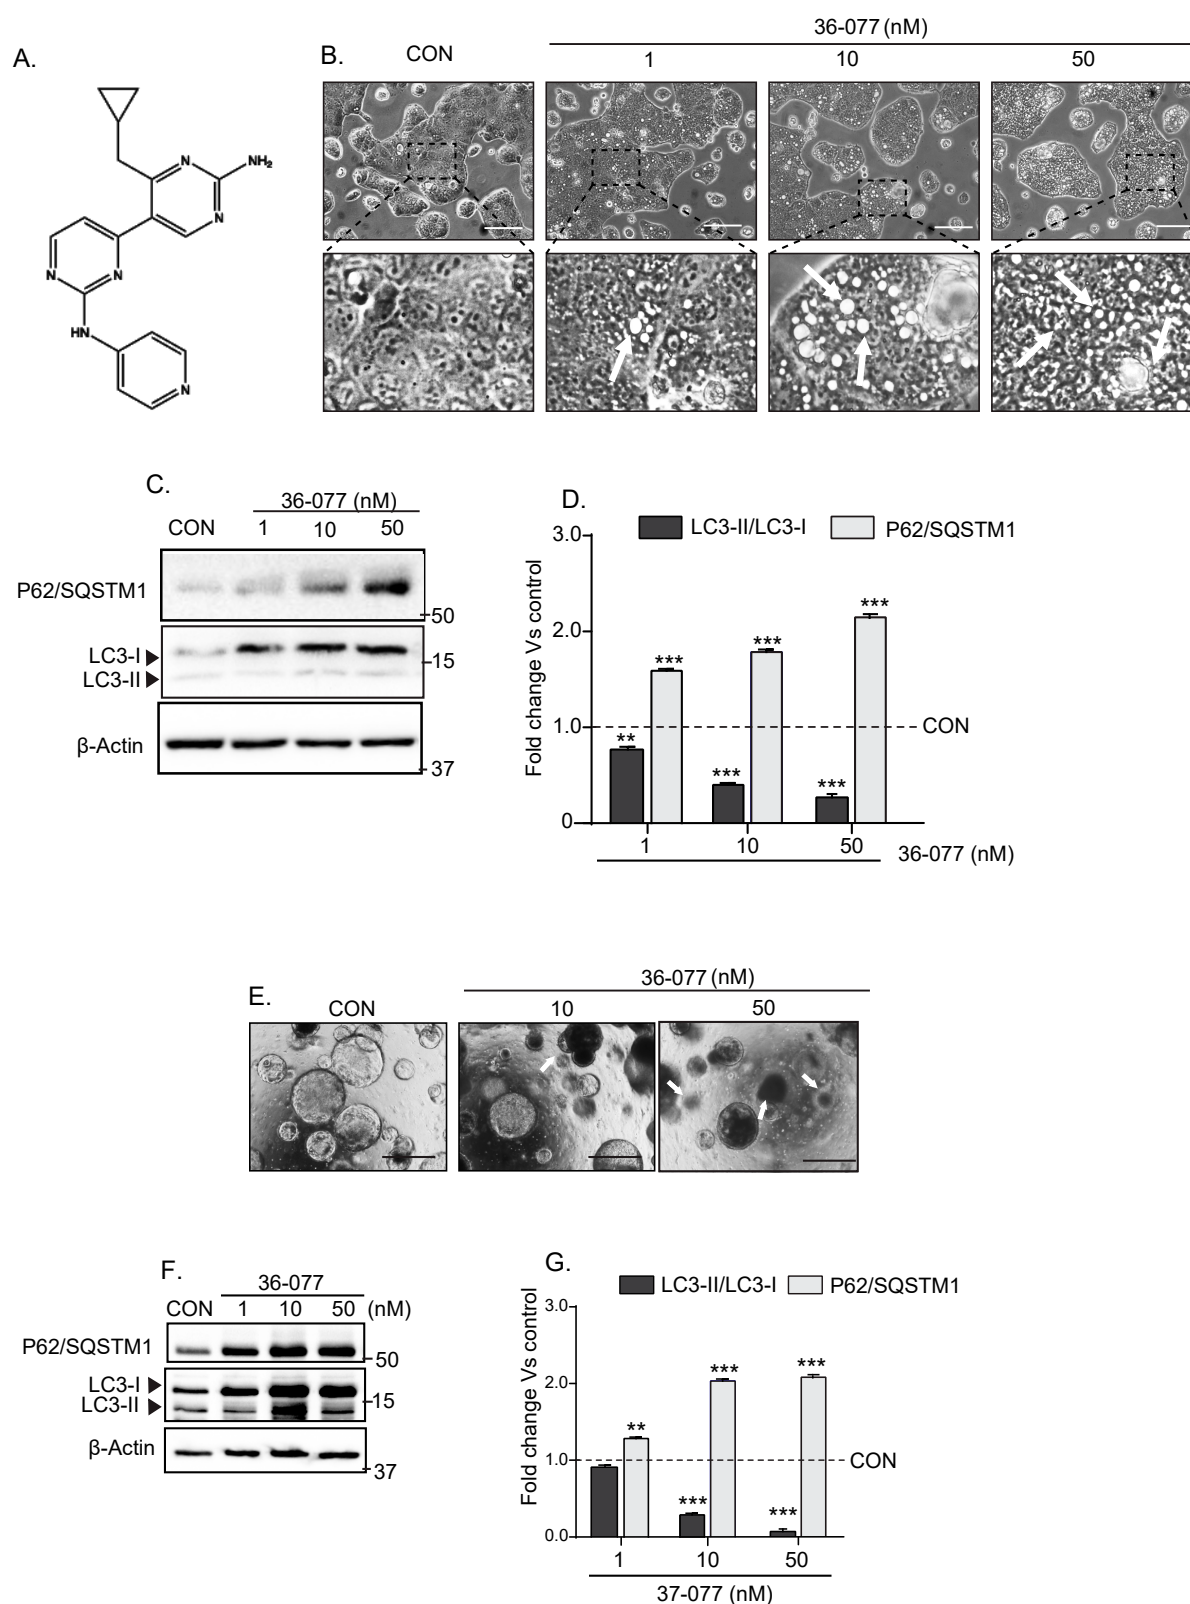 A.
N
NH₂
N
N
N
HN
N
B.
CON
36-077 (nM)
1
10
50
C.
36-077 (nM)
CON
1
10
50
P62/SQSTM1
50
LC3-I
15
LC3-II
β-Actin
37
D.
LC3-II/LC3-I
P62/SQSTM1
Fold change Vs control
3.0
2.0
1.0
0
**
***
***
***
***
***
CON
1
10
50
36-077 (nM)
E.
36-077 (nM)
CON
10
50
F.
36-077
CON
1
10
50
(nM)
P62/SQSTM1
50
LC3-I
15
LC3-II
β-Actin
37
G.
LC3-II/LC3-I
P62/SQSTM1
Fold change Vs control
3.0
2.0
1.0
0.0
**
***
***
***
***
CON
1
10
50
37-077 (nM)